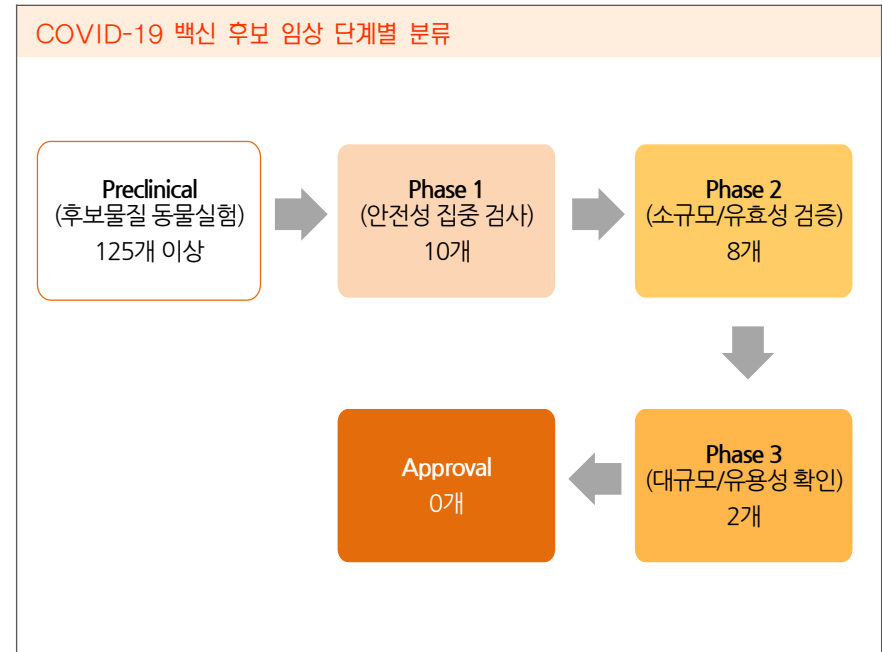 COVID-19 백신 후보 임상 단계별 분류
Preclinical
(후보물질 동물실험)
125개 이상
Phase 1
(안전성 집중 검사)
10개
Phase 2
(소규모/유효성 검증)
8개
Phase 3
(대규모/유용성 확인)
2개
Approval
0개